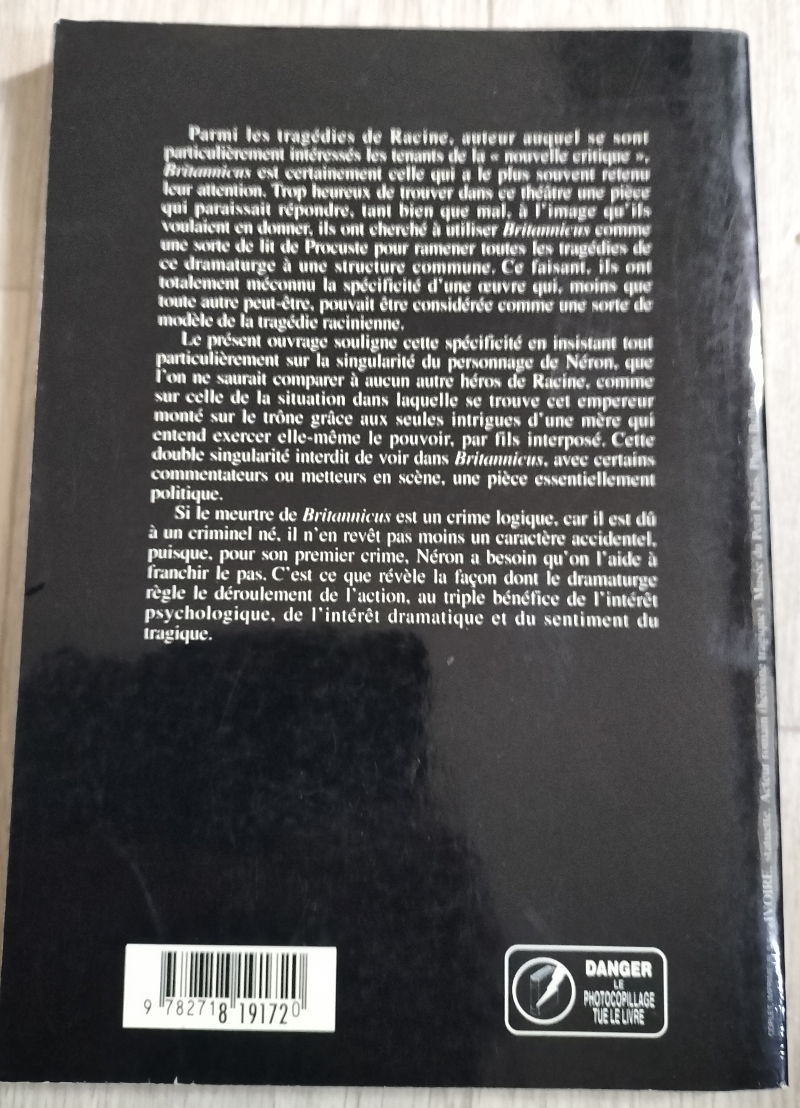 Parmi les tragédies de Racine, auteur auquel se sont
particulièrement intéressés les tenants de la « nouvelle critique »,
Britannicus est certainement celle qui a le plus souvent retenu
leur attention. Trop heureux de trouver dans ce théâtre une pièce
qui paraissait répondre, tant bien que mal, à l'image qu'ils
voulaient en donner, ils ont cherché à utiliser Britannicus comme
une sorte de lit de Procuste pour ramener toutes les tragédies de
ce dramaturge à une structure commune. Ce faisant, ils ont
totalement méconnu la spécificité d'une œuvre qui, moins que
toute autre peut-être, pouvait être considérée comme une sorte de
modèle de la tragédie racinienne.
Le présent ouvrage souligne cette spécificité en insistant tout
particulièrement sur la singularité du personnage de Néron, que
l'on ne saurait comparer à aucun autre héros de Racine, comme
sur celle de la situation dans laquelle se trouve cet empereur
monté sur le trône grâce aux seules intrigues d'une mère qui
entend exercer elle-même le pouvoir, par fils interposé. Cette
double singularité interdit de voir dans Britannicus, avec certains
commentateurs ou metteurs en scène, une pièce essentiellement
politique.
Si le meurtre de Britannicus est un crime logique, car il est dû
à un criminel né, il n'en revêt pas moins un caractère accidentel,
puisque, pour son premier crime, Néron a besoin qu'on l'aide à
franchir le pas. C'est ce que révèle la façon dont le dramaturge
règle le déroulement de l'action, au triple bénéfice de l'intérêt
psychologique, de l'intérêt dramatique et du sentiment du
tragique.
9 782718 191720
DANGER
LE
PHOTOCOPILLAGE
TUE LE LIVRE
IVOIRE, statuette. Acteur romain (héroïne tragique). Musée du Petit Palais.